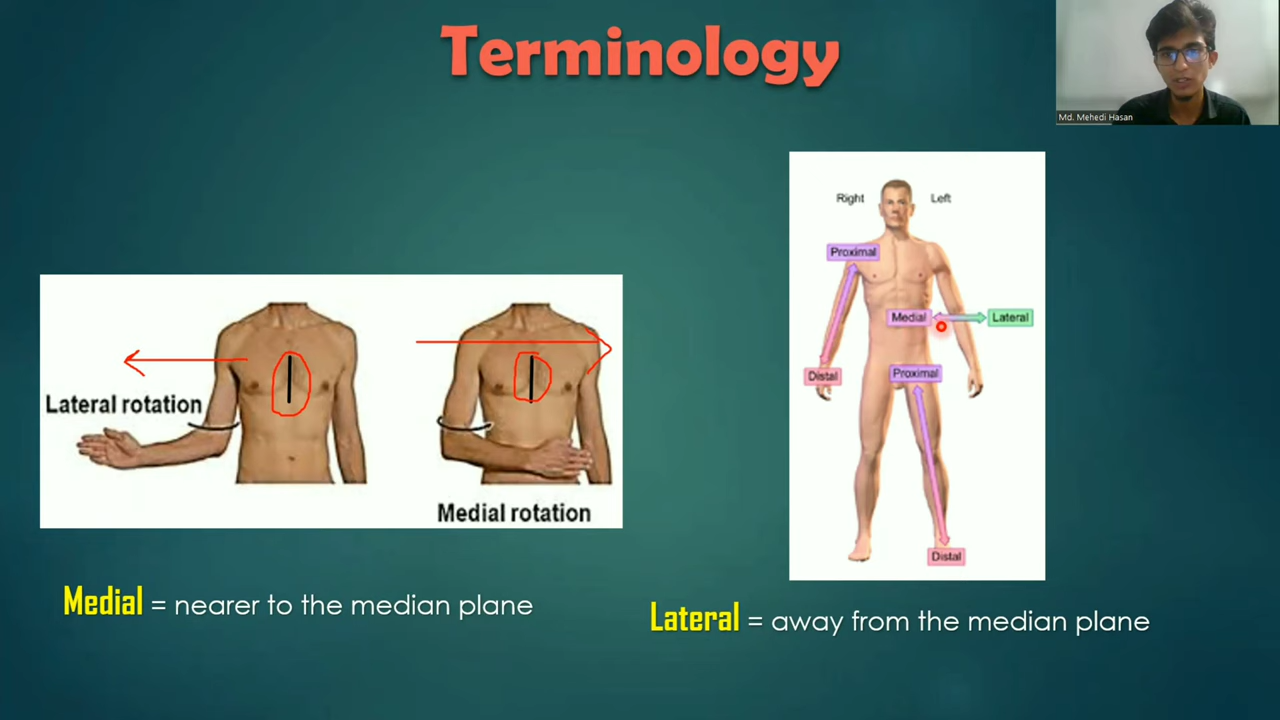 Terminology
Md. Mehedi Hasan
Right Left
Proximal
Medial Lateral
Distal Proximal
Distal
Lateral rotation
Medial rotation
Medial = nearer to the median plane
Lateral = away from the median plane